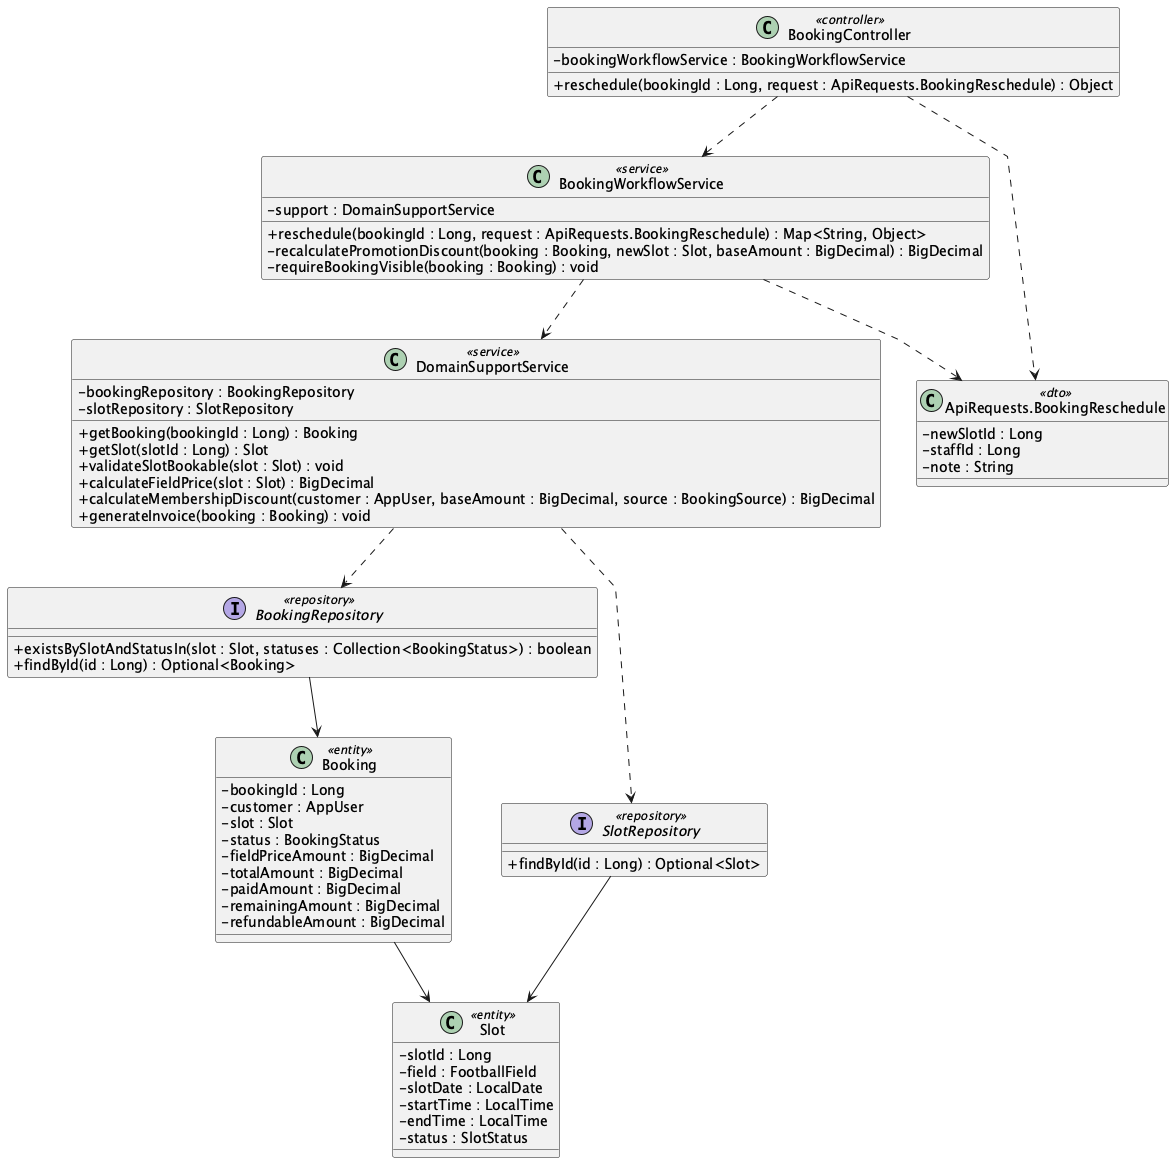 C
«controller»
BookingController
-bookingWorkflowService : BookingWorkflowService
+reschedule(bookingId : Long, request : ApiRequests.BookingReschedule) : Object
C
«service»
BookingWorkflowService
-support : DomainSupportService
+reschedule(bookingId : Long, request : ApiRequests.BookingReschedule) : Map<String, Object>
-recalculatePromotionDiscount(booking : Booking, newSlot : Slot, baseAmount : BigDecimal) : BigDecimal
-requireBookingVisible(booking : Booking) : void
C
«service»
DomainSupportService
-bookingRepository : BookingRepository
-slotRepository : SlotRepository
+getBooking(bookingId : Long) : Booking
+getSlot(slotId : Long) : Slot
+validateSlotBookable(slot : Slot) : void
+calculateFieldPrice(slot : Slot) : BigDecimal
+calculateMembershipDiscount(customer : AppUser, baseAmount : BigDecimal, source : BookingSource) : BigDecimal
+generateInvoice(booking : Booking) : void
C
«dto»
ApiRequests.BookingReschedule
-newSlotId : Long
-staffId : Long
-note : String
I
«repository»
BookingRepository
+existsBySlotAndStatusIn(slot : Slot, statuses : Collection<BookingStatus>) : boolean
+findById(id : Long) : Optional<Booking>
C
«entity»
Booking
-bookingId : Long
-customer : AppUser
-slot : Slot
-status : BookingStatus
-fieldPriceAmount : BigDecimal
-totalAmount : BigDecimal
-paidAmount : BigDecimal
-remainingAmount : BigDecimal
-refundableAmount : BigDecimal
I
«repository»
SlotRepository
+findById(id : Long) : Optional<Slot>
C
«entity»
Slot
-slotId : Long
-field : FootballField
-slotDate : LocalDate
-startTime : LocalTime
-endTime : LocalTime
-status : SlotStatus